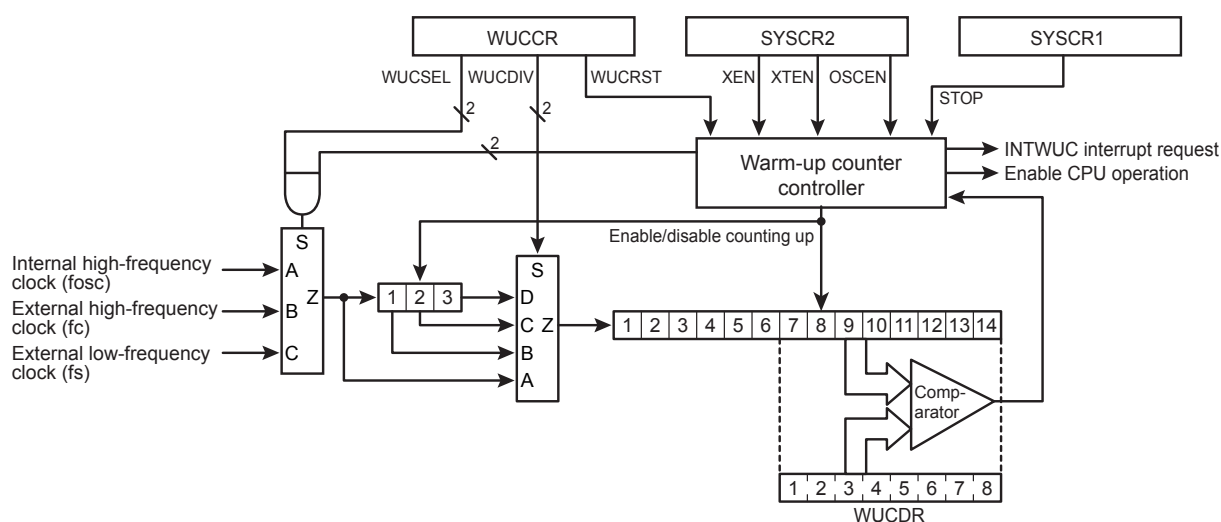 WUCCR
SYSCR2
SYSCR1
WUCSEL
WUCDIV
WUCRST
XEN
XTEN
OSCEN
STOP
2
2
2
Warm-up counter
controller
INTWUC interrupt request
Enable CPU operation
Enable/disable counting up
Internal high-frequency
clock (fosc)
External high-frequency
clock (fc)
External low-frequency
clock (fs)
S
A
B
C
Z
1 2 3
S
D
C
B
A
Z
1 2 3 4 5 6 7 8 9 10 11 12 13 14
Comp-
arator
1 2 3 4 5 6 7 8
WUCDR